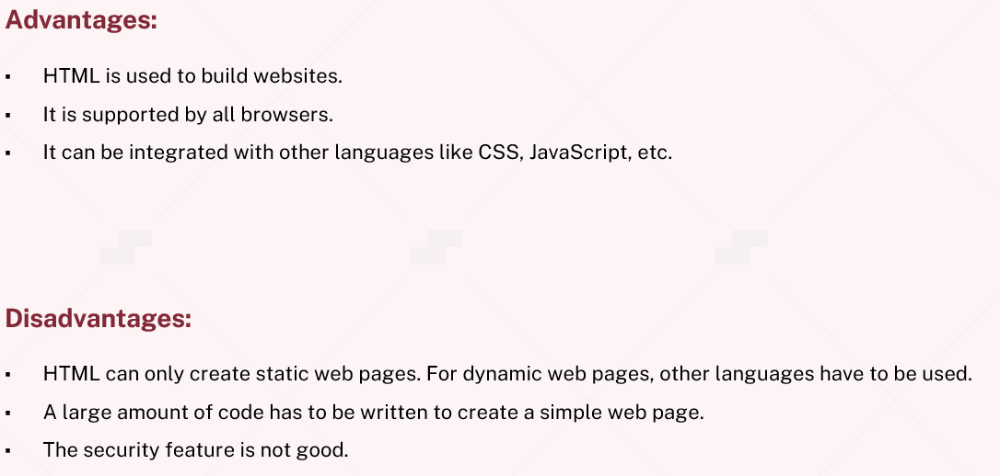 Advantages:
▪ HTML is used to build websites.
▪ It is supported by all browsers.
▪ It can be integrated with other languages like CSS, JavaScript, etc.
Disadvantages:
▪ HTML can only create static web pages. For dynamic web pages, other languages have to be used.
▪ A large amount of code has to be written to create a simple web page.
▪ The security feature is not good.